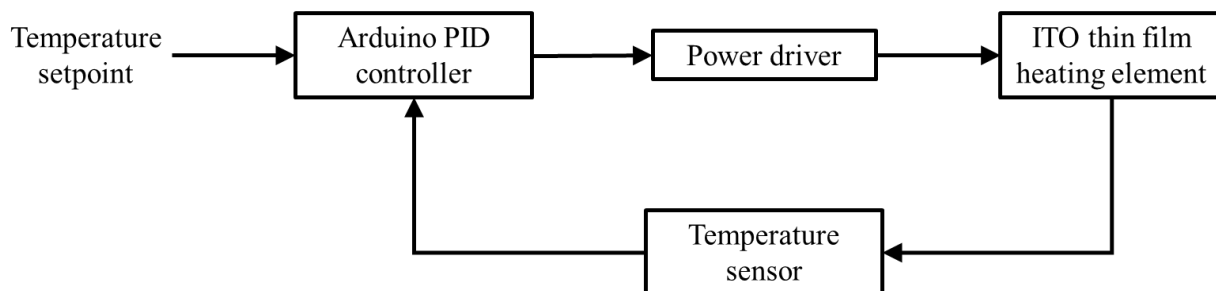 Temperature
setpoint
Arduino PID
controller
Power driver
ITO thin film
heating element
Temperature
sensor